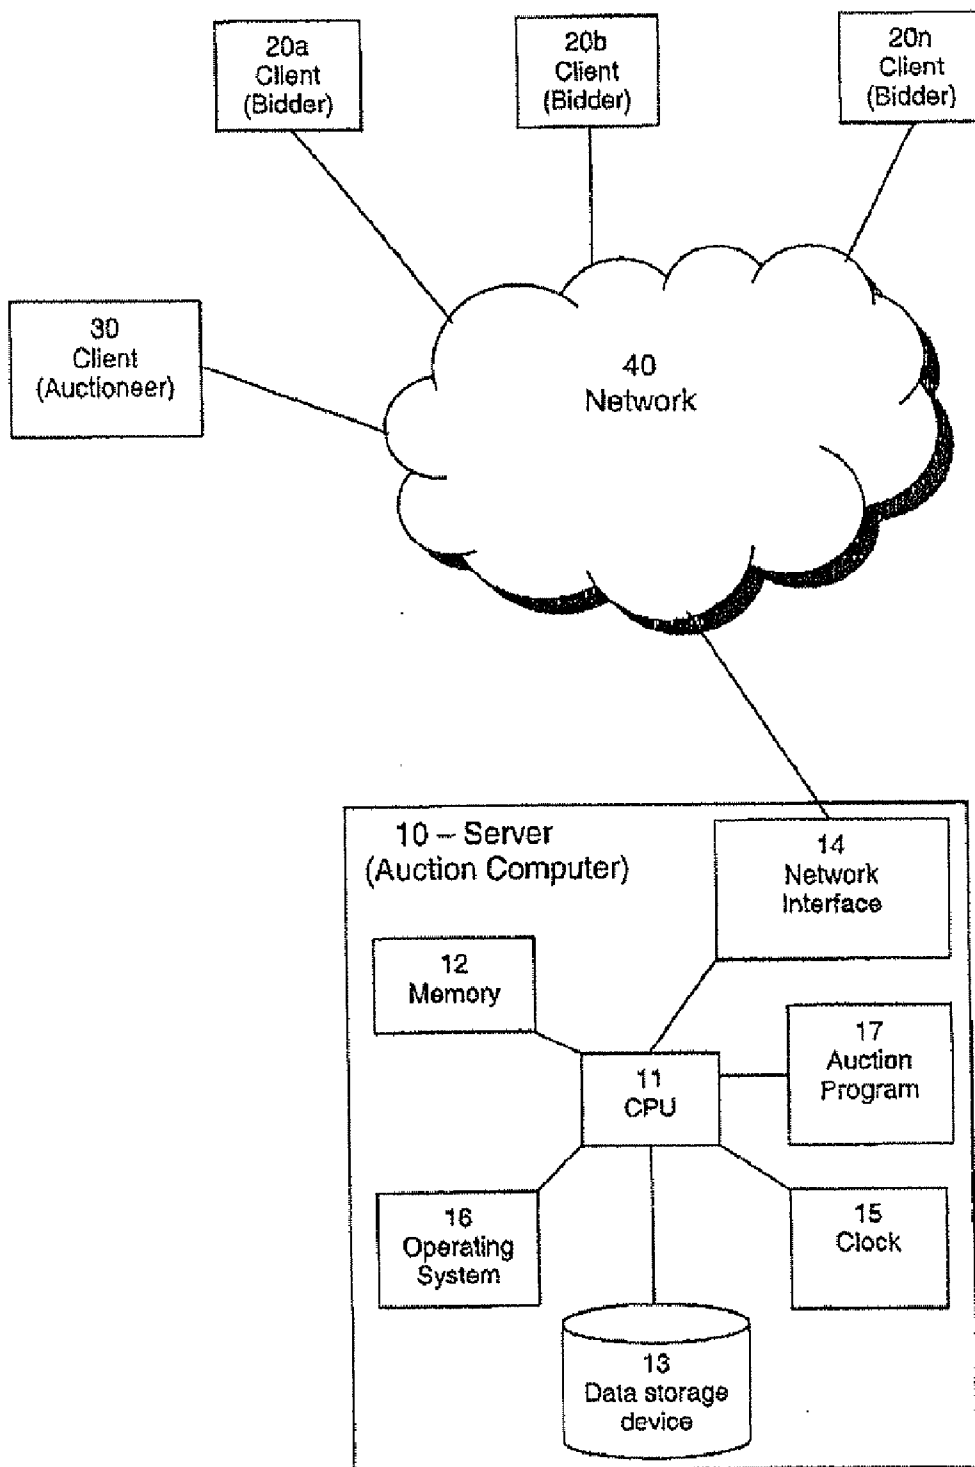 20a
Client
(Bidder)
20b
Client
(Bidder)
20n
Client
(Bidder)
30
Client
(Auctioneer)
40
Network
10 – Server
(Auction Computer)
14
Network
Interface
12
Memory
17
Auction
Program
11
CPU
16
Operating
System
15
Clock
13
Data storage
device